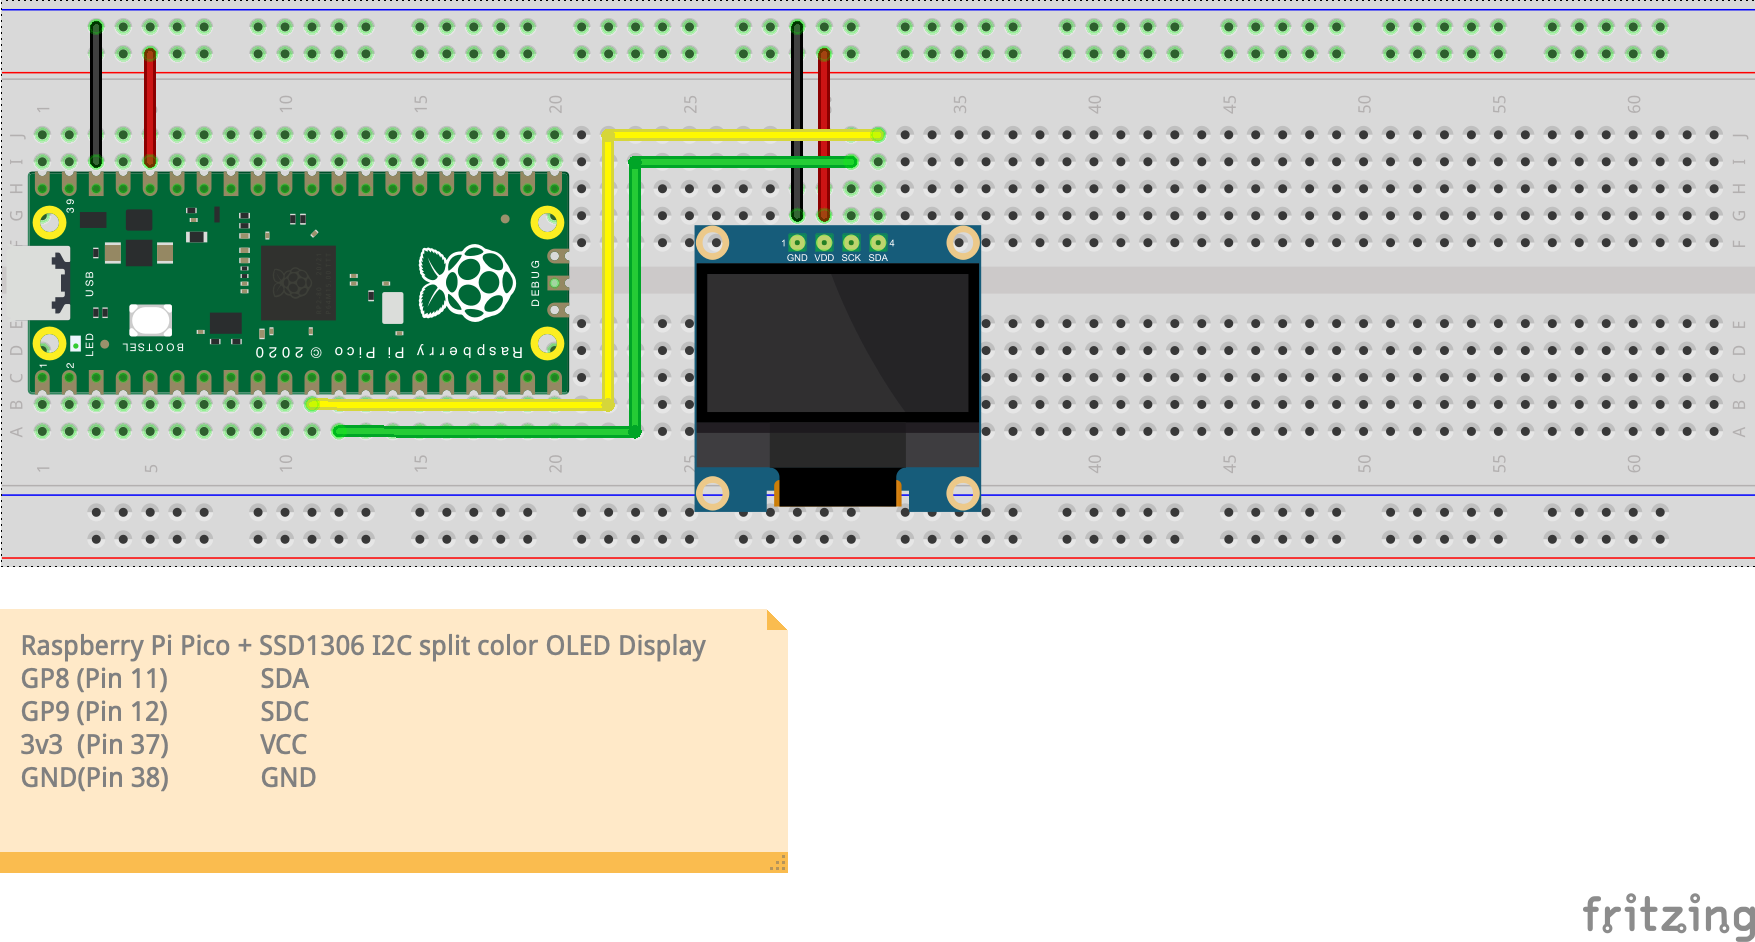 1 10 15 20 25 35 40 45 50 55 60
J J
I I
H H
G G
F F
39
USB
DEBUG
1 GND VDD SCK SDA 4
E E
LED
BOOTSEL
Raspberry Pi Pico © 2020
D D
1 2
C C
B B
A A
1 5 10 15 20 25 35 40 45 50 55 60
Raspberry Pi Pico + SSD1306 I2C split color OLED Display
GP8 (Pin 11) SDA
GP9 (Pin 12) SDC
3v3 (Pin 37) VCC
GND(Pin 38) GND
fritzing